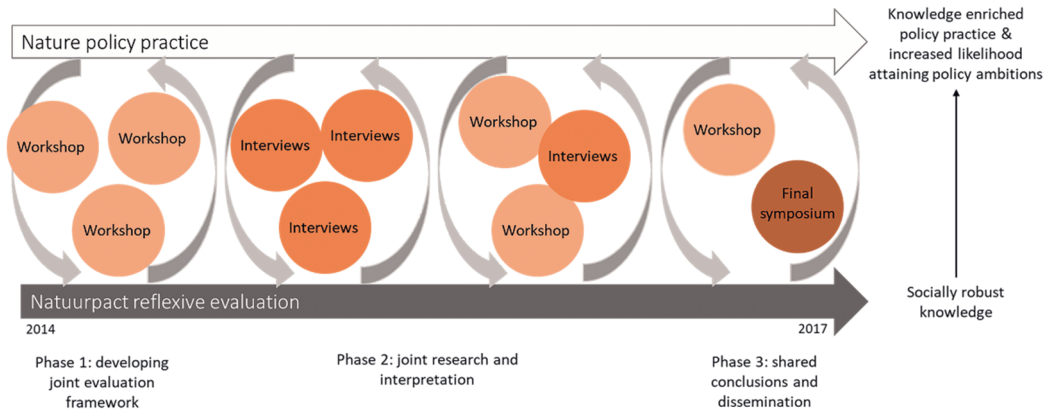 Nature policy practice
Knowledge enriched
policy practice &
increased likelihood
attaining policy ambitions
Workshop
Workshop
Workshop
Interviews
Interviews
Interviews
Workshop
Interviews
Workshop
Workshop
Final
symposium
Natuurpact reflexive evaluation
Socially robust
knowledge
2014
2017
Phase 1: developing
joint evaluation
framework
Phase 2: joint research and
interpretation
Phase 3: shared
conclusions and
dissemination